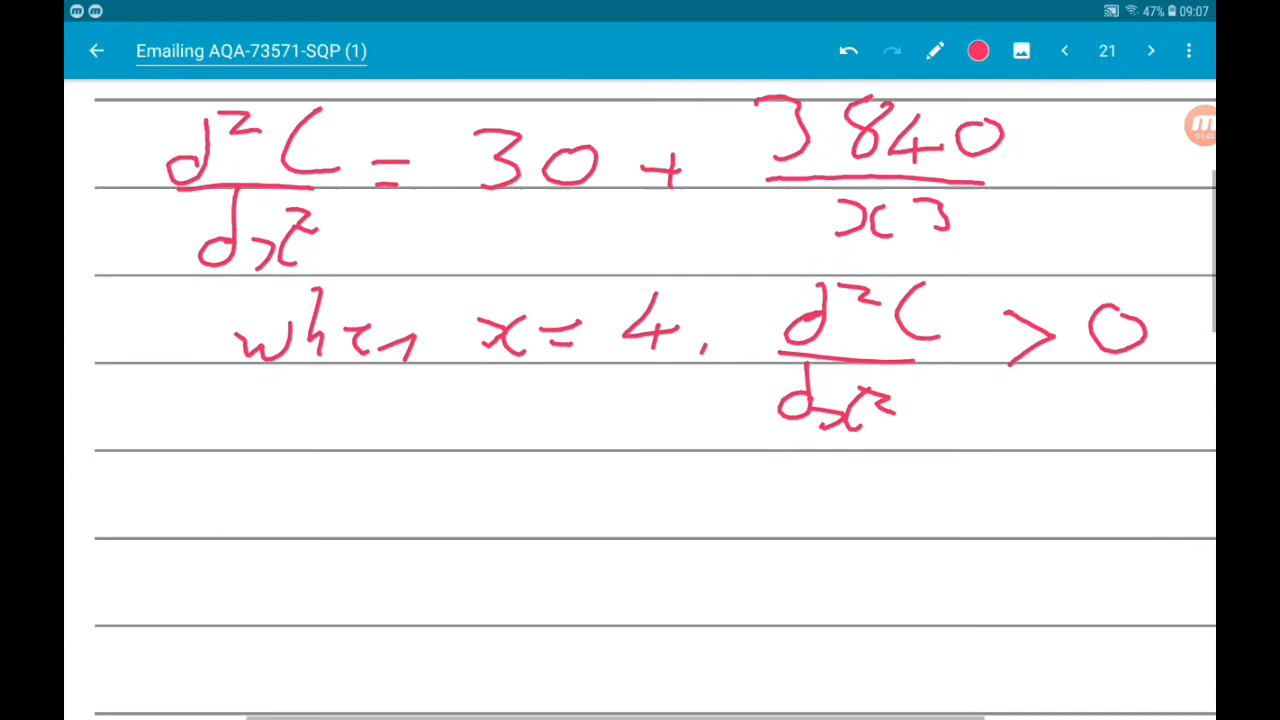 47% 09:07
Emailing AQA-73571-SQP (1)
21
d²C/dx² = 30 + 3840/x³
when x = 4, d²C/dx² > 0